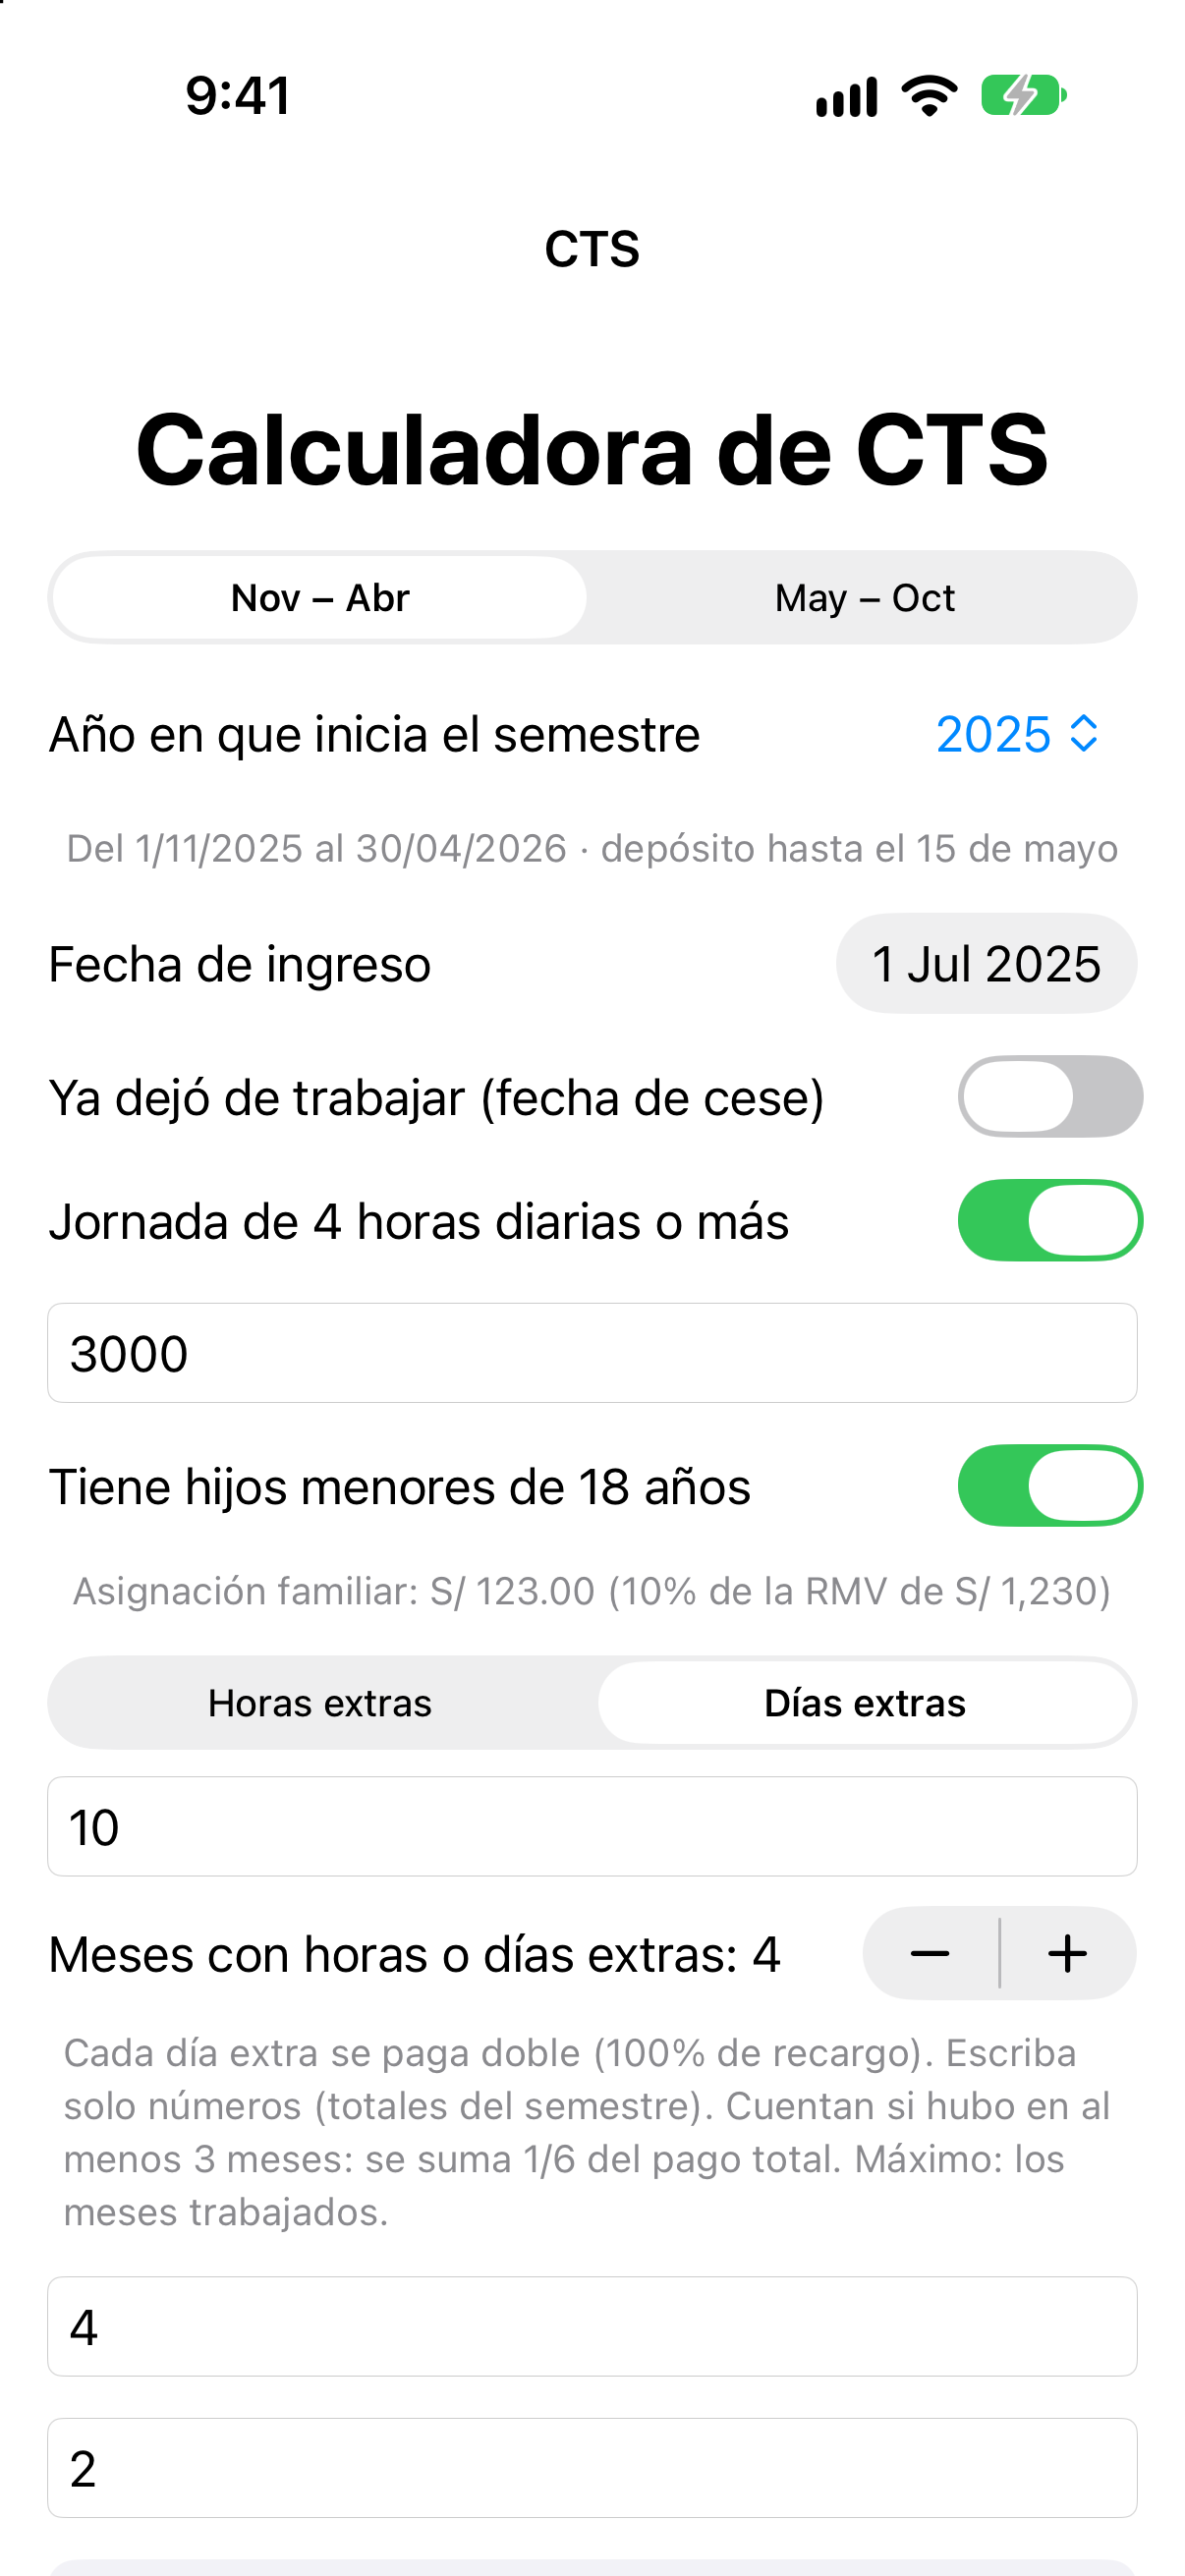 9:41
CTS
Calculadora de CTS
Nov – Abr
May – Oct
Año en que inicia el semestre
2025
Del 1/11/2025 al 30/04/2026 · depósito hasta el 15 de mayo
Fecha de ingreso
1 Jul 2025
Ya dejó de trabajar (fecha de cese)
Jornada de 4 horas diarias o más
3000
Tiene hijos menores de 18 años
Asignación familiar: S/ 123.00 (10% de la RMV de S/ 1,230)
Horas extras
Días extras
10
Meses con horas o días extras: 4
Cada día extra se paga doble (100% de recargo). Escriba
solo números (totales del semestre). Cuentan si hubo en al
menos 3 meses: se suma 1/6 del pago total. Máximo: los
meses trabajados.
4
2